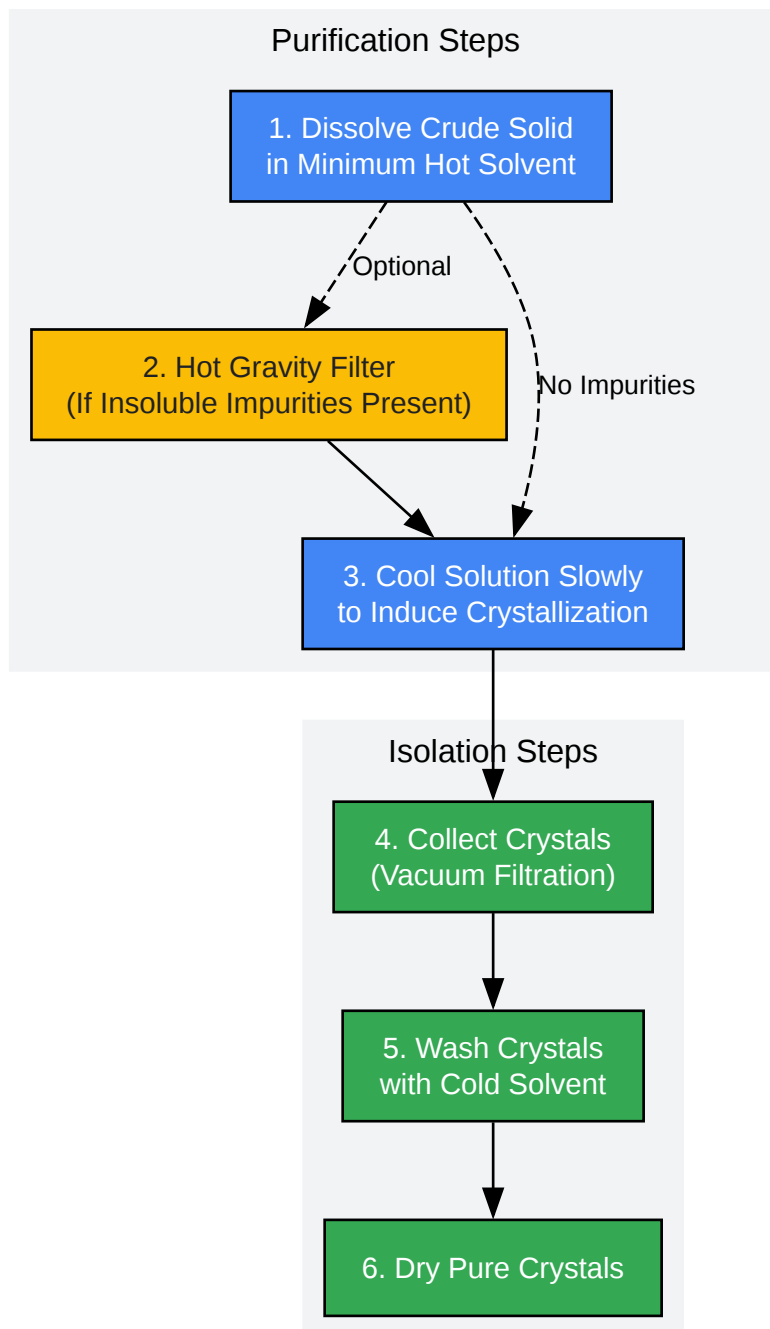 Purification Steps
1. Dissolve Crude Solid
in Minimum Hot Solvent
Optional
2. Hot Gravity Filter
(If Insoluble Impurities Present)
No Impurities
3. Cool Solution Slowly
to Induce Crystallization
Isolation Steps
4. Collect Crystals
(Vacuum Filtration)
5. Wash Crystals
with Cold Solvent
6. Dry Pure Crystals